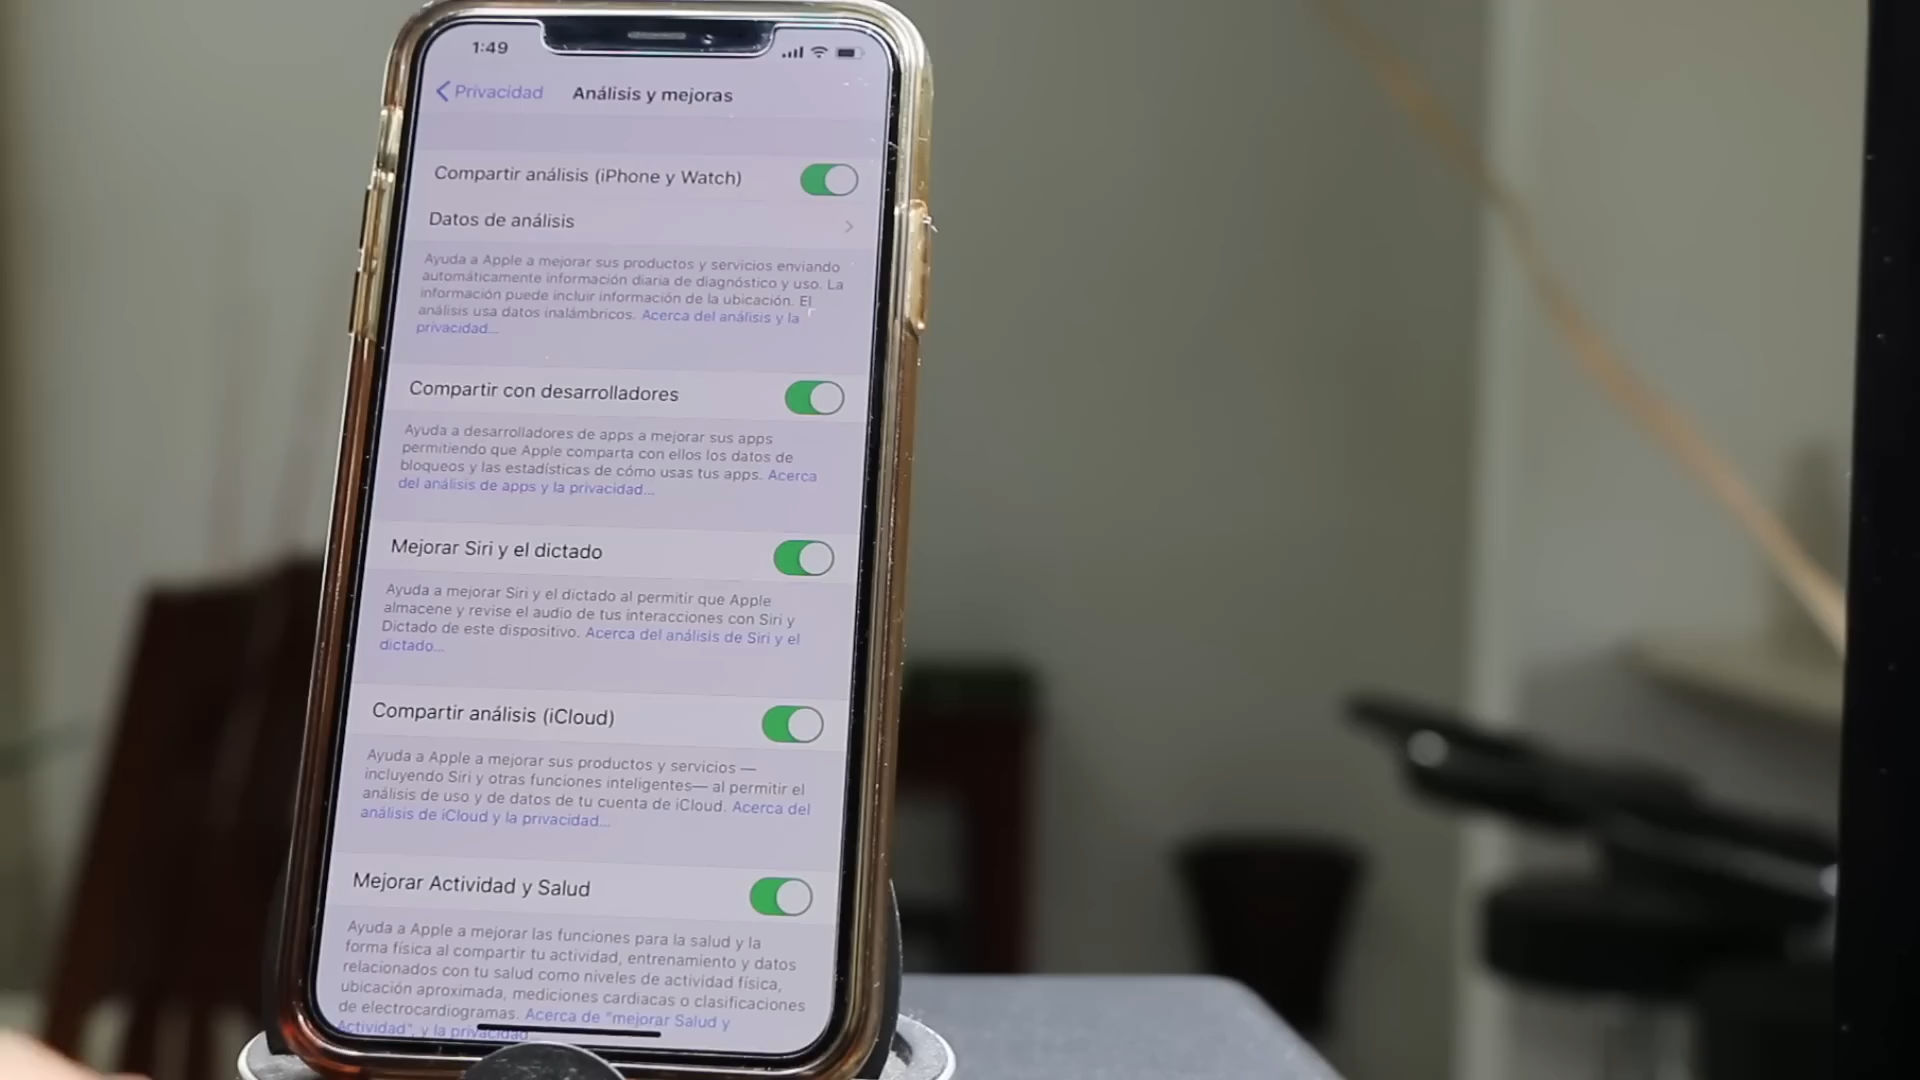 1:49
Privacidad
Análisis y mejoras
Compartir análisis (iPhone y Watch)
Datos de análisis
Ayuda a Apple a mejorar sus productos y servicios enviando
automáticamente información diaria de diagnóstico y uso. La
información puede incluir información de la ubicación. El
análisis usa datos inalámbricos. Acerca del análisis y la
privacidad...
Compartir con desarrolladores
Ayuda a desarrolladores de apps a mejorar sus apps
permitiendo que Apple comparta con ellos los datos de
bloqueos y las estadísticas de cómo usas tus apps. Acerca
del análisis de apps y la privacidad...
Mejorar Siri y el dictado
Ayuda a mejorar Siri y el dictado al permitir que Apple
almacene y revise el audio de tus interacciones con Siri y
Dictado de este dispositivo. Acerca del análisis de Siri y el
dictado...
Compartir análisis (iCloud)
Ayuda a Apple a mejorar sus productos y servicios —
incluyendo Siri y otras funciones inteligentes— al permitir el
análisis de uso y de datos de tu cuenta de iCloud. Acerca del
análisis de iCloud y la privacidad...
Mejorar Actividad y Salud
Ayuda a Apple a mejorar las funciones para la salud y la
forma física al compartir tu actividad, entrenamiento y datos
relacionados con tu salud como niveles de actividad física,
ubicación aproximada, mediciones cardiacas o clasificaciones
de electrocardiogramas. Acerca de "mejorar Salud y
Actividad", y la privacidad...